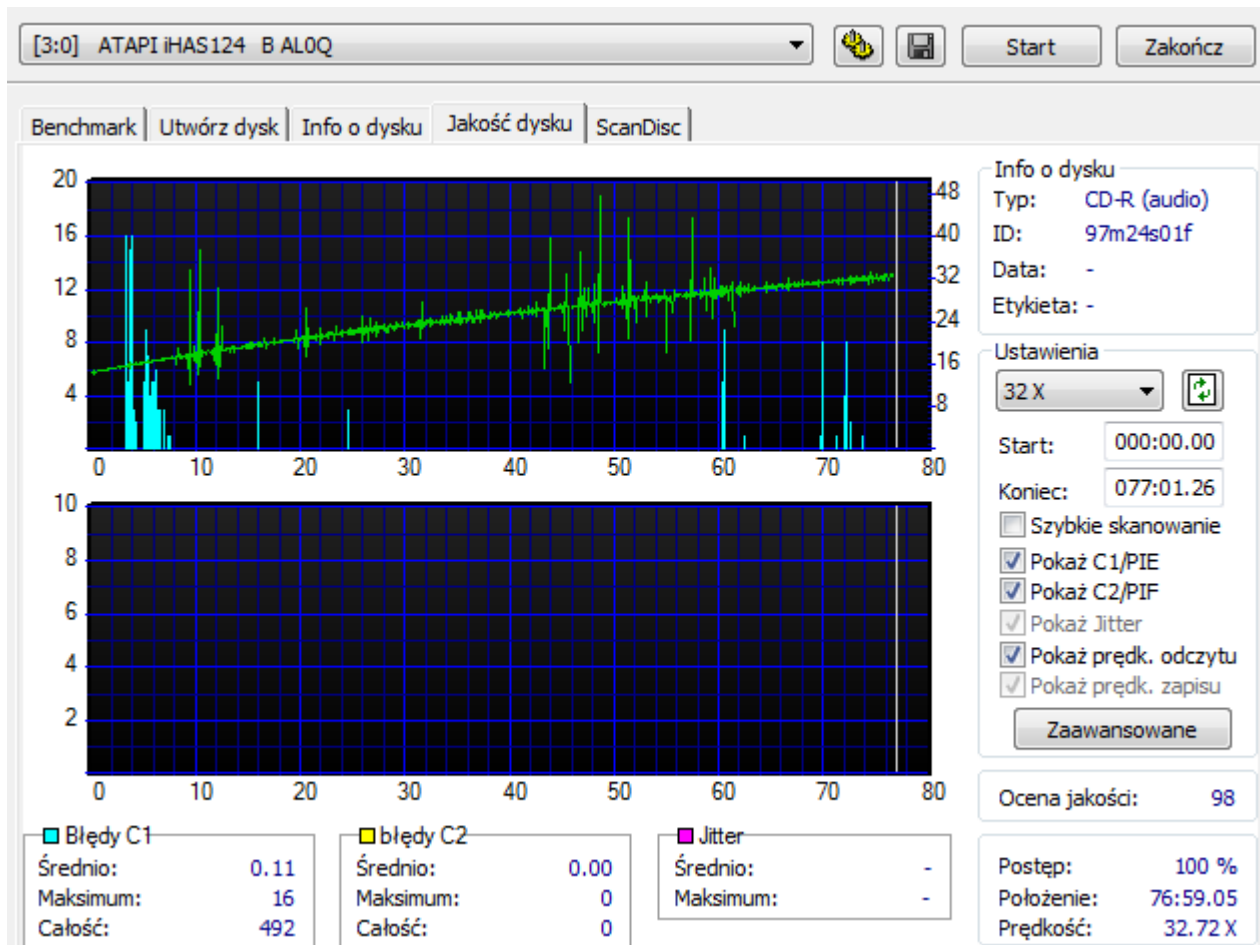 [3:0] ATAPI iHAS124 B AL0Q
Start
Zakończ
Benchmark
Utwórz dysk
Info o dysku
Jakość dysku
ScanDisc
20
16
12
8
4
48
40
32
24
16
8
0 10 20 30 40 50 60 70 80
10
8
6
4
2
0 10 20 30 40 50 60 70 80
Info o dysku
Typ: CD-R (audio)
ID: 97m24s01f
Data: -
Etykieta: -
Ustawienia
32 X
Start: 000:00.00
Koniec: 077:01.26
Szybkie skanowanie
Pokaż C1/PIE
Pokaż C2/PIF
Pokaż Jitter
Pokaż prędk. odczytu
Pokaż prędk. zapisu
Zaawansowane
Ocena jakości: 98
Postęp: 100 %
Położenie: 76:59.05
Prędkość: 32.72 X
Błędy C1
Średnio: 0.11
Maksimum: 16
Całość: 492
błędy C2
Średnio: 0.00
Maksimum: 0
Całość: 0
Jitter
Średnio: -
Maksimum: -